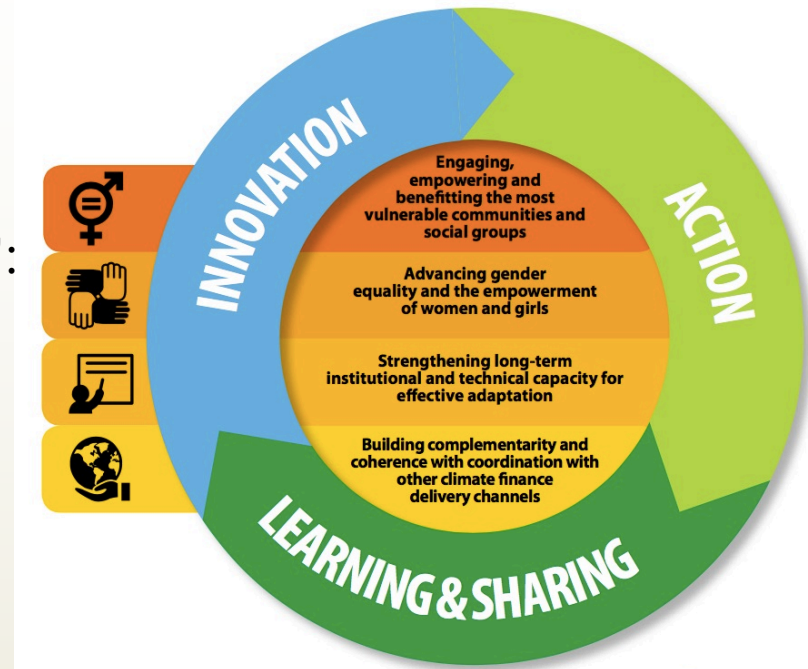 :
INNOVATION
ACTION
LEARNING & SHARING
Engaging,
empowering and
benefitting the most
vulnerable communities and
social groups
Advancing gender
equality and the empowerment
of women and girls
Strengthening long-term
institutional and technical capacity for
effective adaptation
Building complementarity and
coherence with coordination with
other climate finance
delivery channels